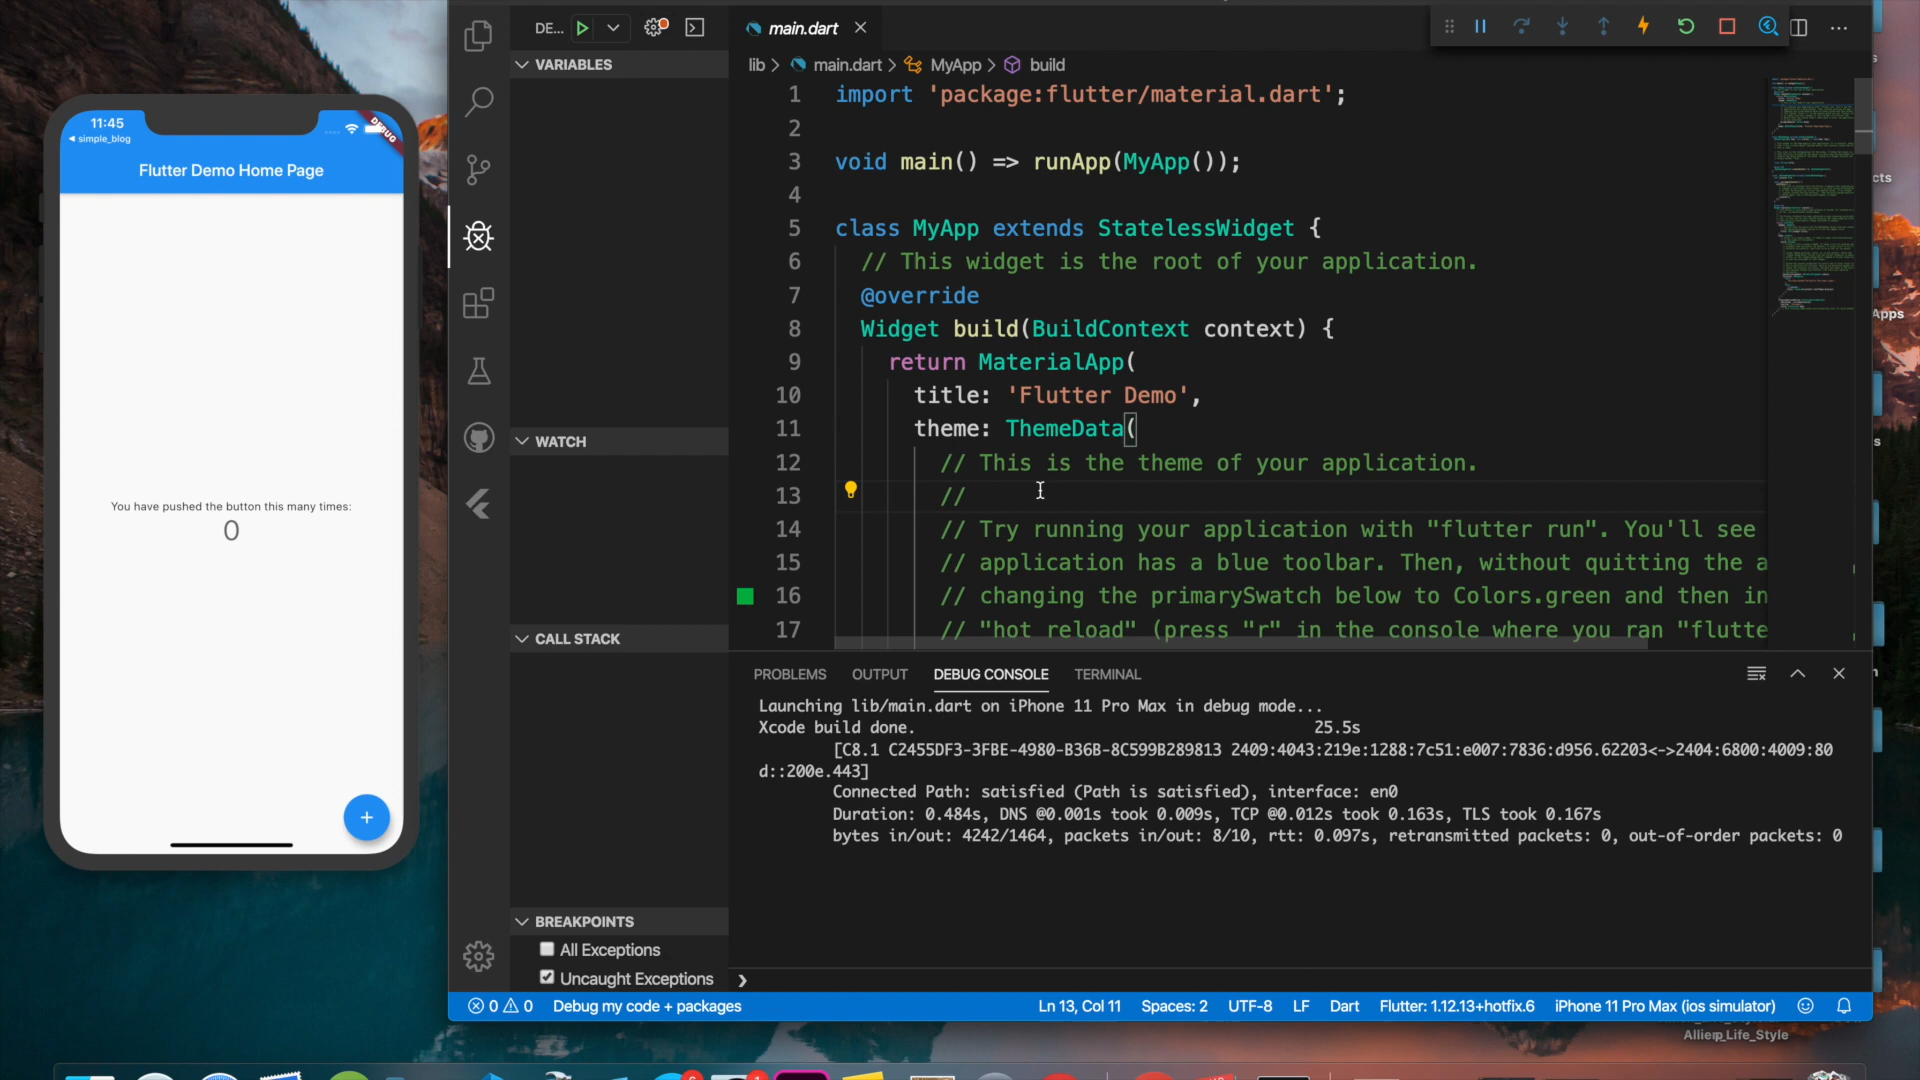 11:45
◀ simple_blog
DEBUG
Flutter Demo Home Page
You have pushed the button this many times:
0
+
DE...
main.dart
VARIABLES
lib > main.dart > MyApp > build
1 import 'package:flutter/material.dart';
2
3 void main() => runApp(MyApp());
4
5 class MyApp extends StatelessWidget {
6 // This widget is the root of your application.
7 @override
8 Widget build(BuildContext context) {
9 return MaterialApp(
10 title: 'Flutter Demo',
11 theme: ThemeData(
12 // This is the theme of your application.
13 //
14 // Try running your application with "flutter run". You'll see
15 // application has a blue toolbar. Then, without quitting the a
16 // changing the primarySwatch below to Colors.green and then in
17 // "hot reload" (press "r" in the console where you ran "flutte
WATCH
CALL STACK
BREAKPOINTS
All Exceptions
Uncaught Exceptions
PROBLEMS OUTPUT DEBUG CONSOLE TERMINAL
Launching lib/main.dart on iPhone 11 Pro Max in debug mode...
Xcode build done. 25.5s
[C8.1 C2455DF3-3FBE-4980-B36B-8C599B289813 2409:4043:219e:1288:7c51:e007:7836:d956.62203<->2404:6800:4009:80
d::200e.443]
Connected Path: satisfied (Path is satisfied), interface: en0
Duration: 0.484s, DNS @0.001s took 0.009s, TCP @0.012s took 0.163s, TLS took 0.167s
bytes in/out: 4242/1464, packets in/out: 8/10, rtt: 0.097s, retransmitted packets: 0, out-of-order packets: 0
❯
0 0 Debug my code + packages Ln 13, Col 11 Spaces: 2 UTF-8 LF Dart Flutter: 1.12.13+hotfix.6 iPhone 11 Pro Max (ios simulator)
cts
Apps
s